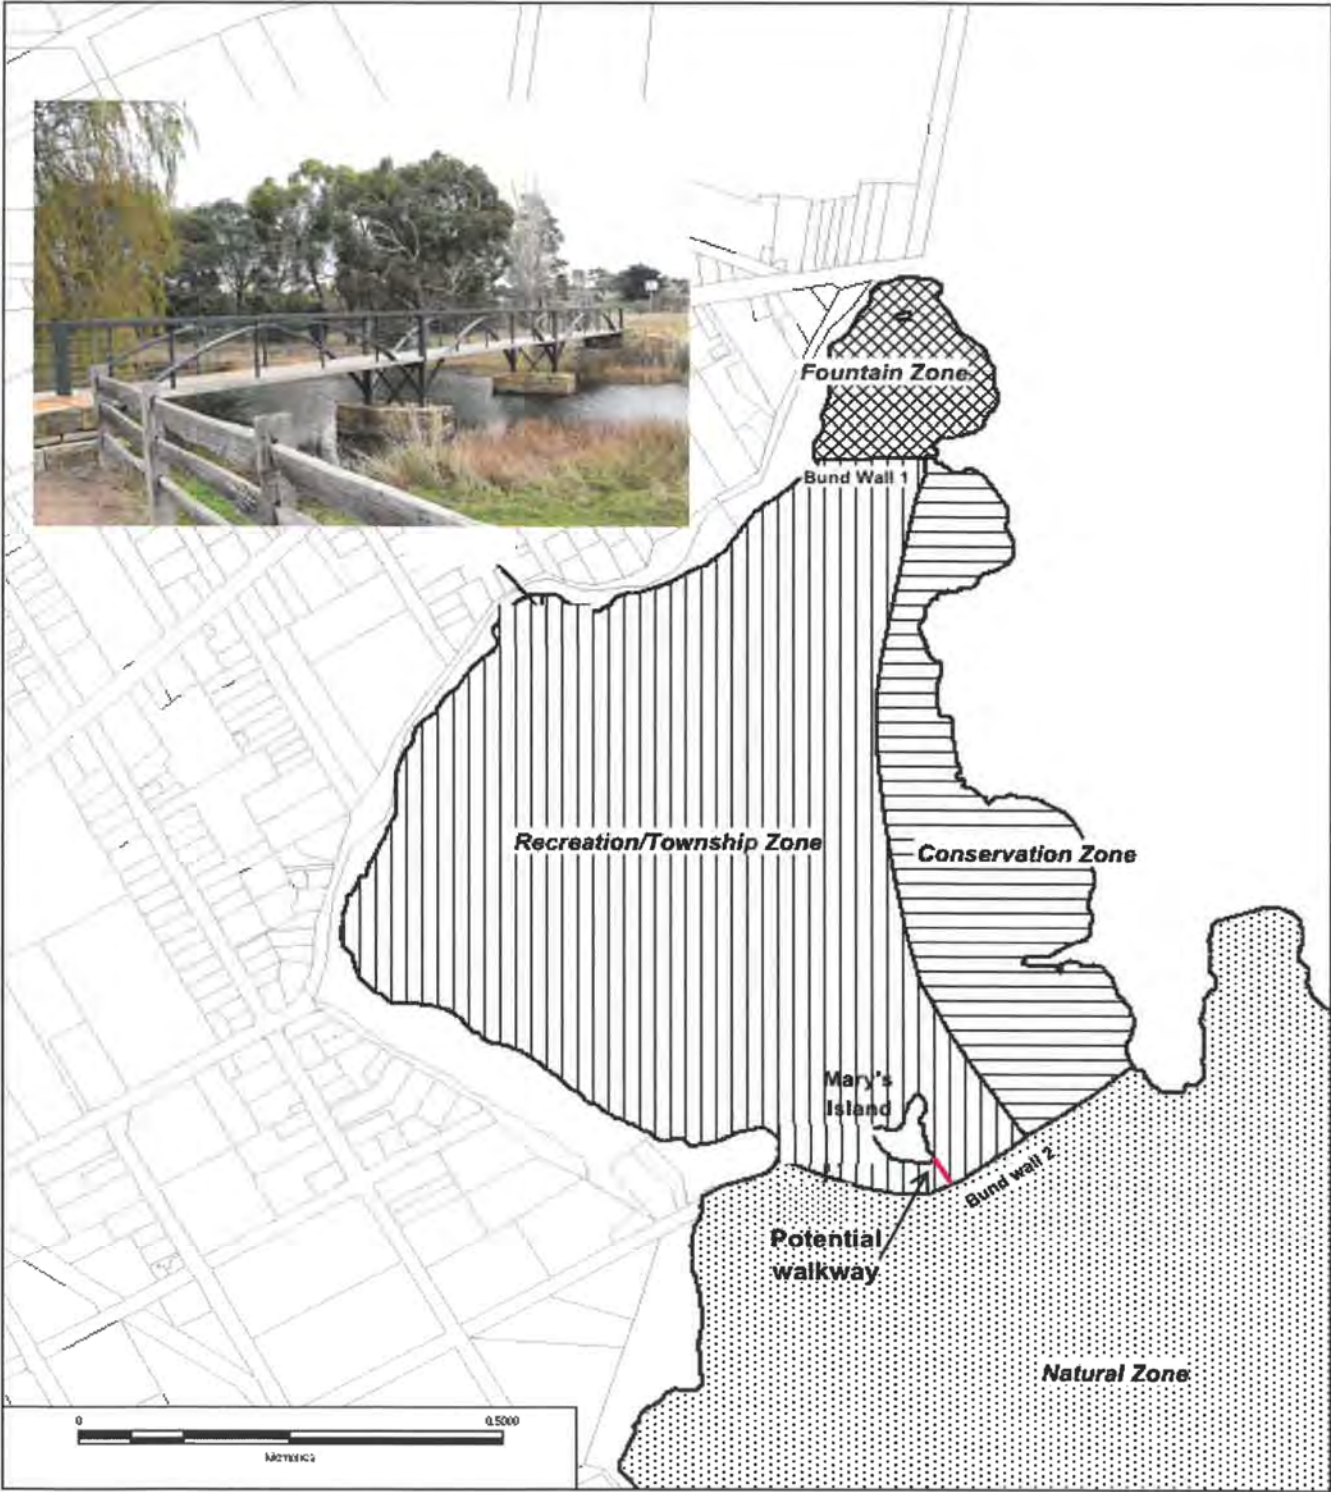 Fountain Zone
Bund Wall 1
Recreation/Township Zone
Conservation Zone
Mary's
Island
Bund wall 2
Potential
walkway
Natural Zone
0
0.5000